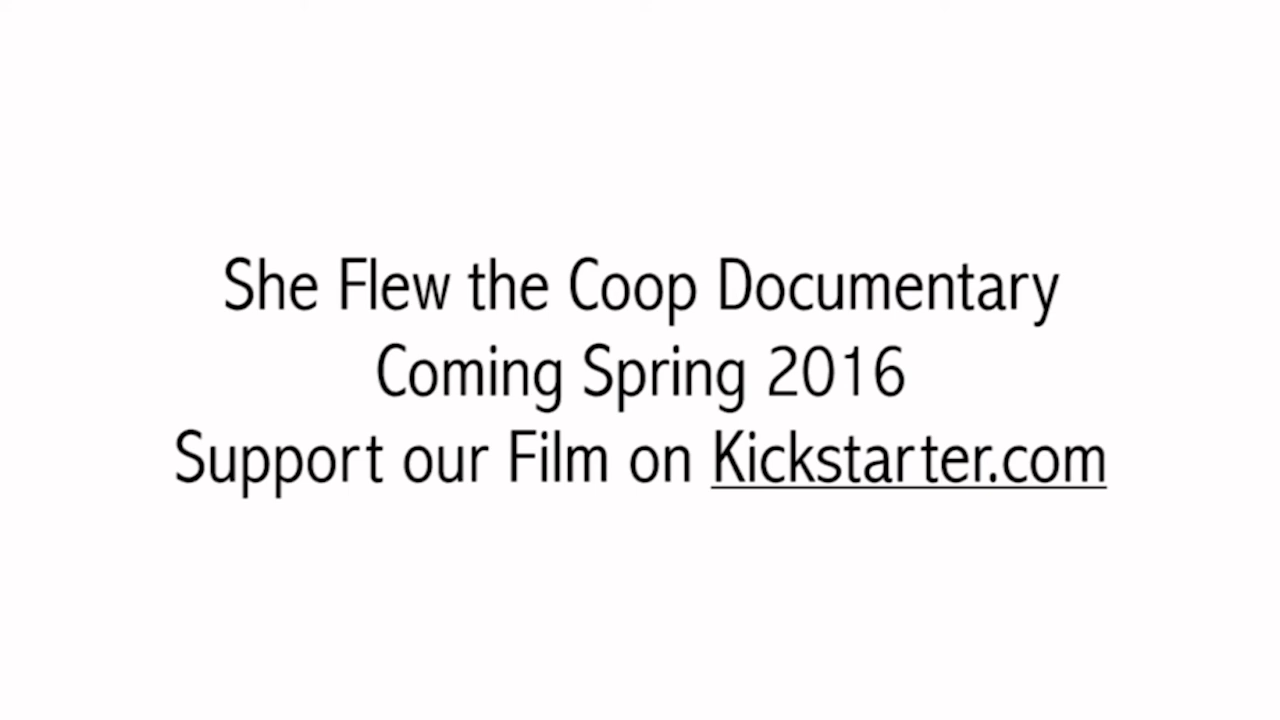 She Flew the Coop Documentary
Coming Spring 2016
Support our Film on Kickstarter.com